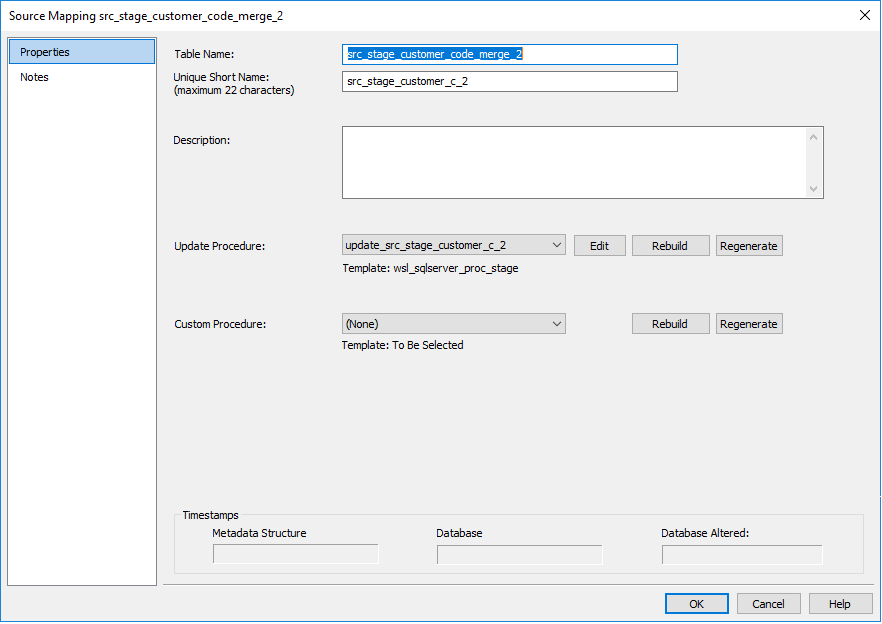 Source Mapping src_stage_customer_code_merge_2
Properties
Notes
Table Name:
src_stage_customer_code_merge_2
Unique Short Name:
(maximum 22 characters)
src_stage_customer_c_2
Description:
Update Procedure:
update_src_stage_customer_c_2
Edit
Rebuild
Regenerate
Template: wsl_sqlserver_proc_stage
Custom Procedure:
(None)
Rebuild
Regenerate
Template: To Be Selected
Timestamps
Metadata Structure
Database
Database Altered:
OK
Cancel
Help